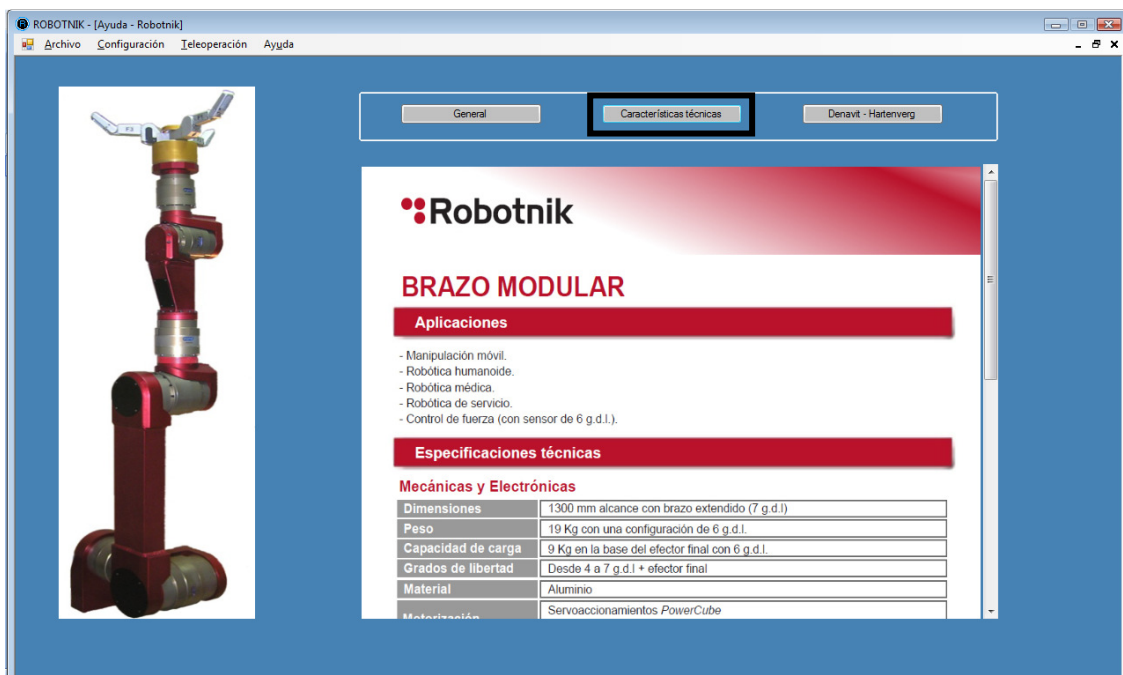 ROBOTNIK - [Ayuda - Robotnik]
Archivo Configuración Teleoperación Ayuda
General Características técnicas Denavit - Hartenverg
Robotnik
BRAZO MODULAR
Aplicaciones
- Manipulación móvil.
- Robótica humanoide.
- Robótica médica.
- Robótica de servicio.
- Control de fuerza (con sensor de 6 g.d.l.).
Especificaciones técnicas
Mecánicas y Electrónicas
Dimensiones 1300 mm alcance con brazo extendido (7 g.d.l)
Peso 19 Kg con una configuración de 6 g.d.l.
Capacidad de carga 9 Kg en la base del efector final con 6 g.d.l.
Grados de libertad Desde 4 a 7 g.d.l + efector final
Material Aluminio
Motorización Servoaccionamientos PowerCube